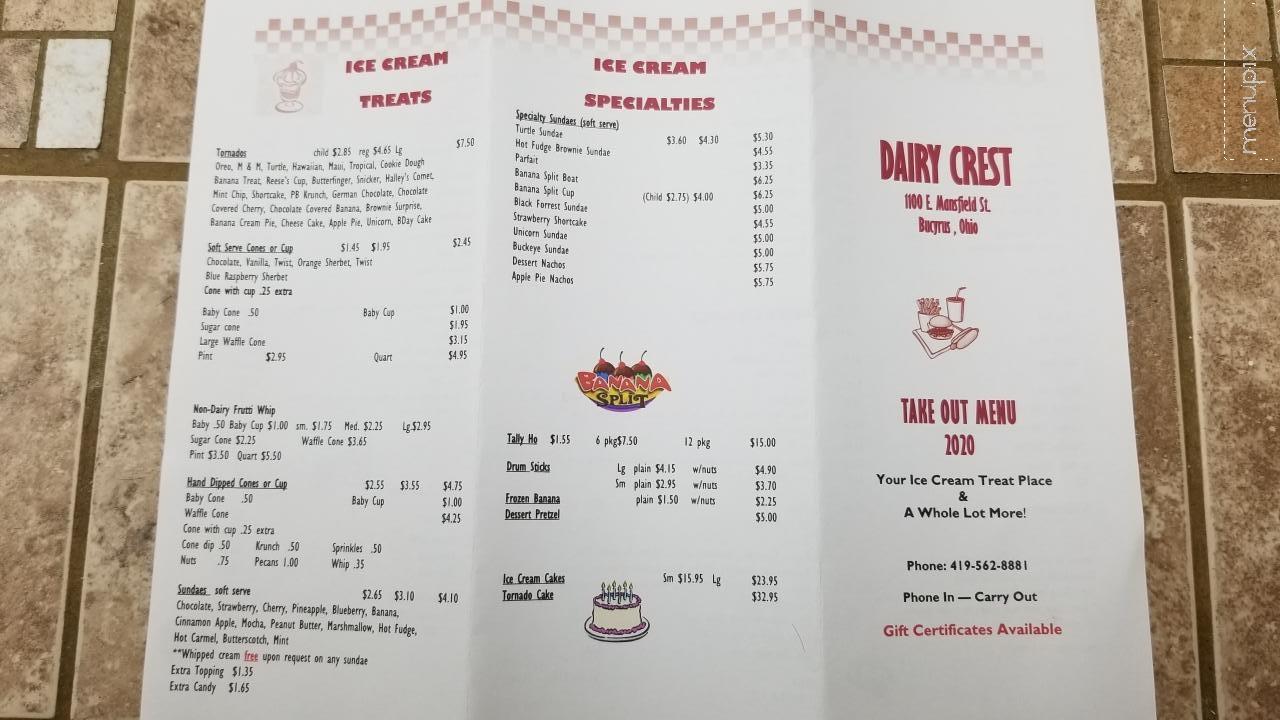 ICE CREAM
TREATS
Tornados child $2.85 reg $4.65 Lg $7.50
Oreo, M & M, Turtle, Hawaiian, Maui, Tropical, Cookie Dough
Banana Treat, Reese's Cup, Butterfinger, Snicker, Halley's Comet,
Mint Chip, Shortcake, PB Krunch, German Chocolate, Chocolate
Covered Cherry, Chocolate Covered Banana, Brownie Surprise,
Banana Cream Pie, Cheese Cake, Apple Pie, Unicorn, BDay Cake
Soft Serve Cones or Cup $1.45 $1.95 $2.45
Chocolate, Vanilla, Twist, Orange Sherbet, Twist
Blue Raspberry Sherbet
Cone with cup .25 extra
Baby Cone .50 Baby Cup $1.00
Sugar cone $1.95
Large Waffle Cone $3.15
Pint $2.95 Quart $4.95
Non-Dairy Frutti Whip
Baby .50 Baby Cup $1.00 sm. $1.75 Med. $2.25 Lg.$2.95
Sugar Cone $2.25 Waffle Cone $3.65
Pint $3.50 Quart $5.50
Hand Dipped Cones or Cup $2.55 $3.55 $4.75
Baby Cone .50 Baby Cup $1.00
Waffle Cone $4.25
Cone with cup .25 extra
Cone dip .50 Krunch .50 Sprinkles .50
Nuts .75 Pecans 1.00 Whip .35
Sundaes soft serve $2.65 $3.10 $4.10
Chocolate, Strawberry, Cherry, Pineapple, Blueberry, Banana,
Cinnamon Apple, Mocha, Peanut Butter, Marshmallow, Hot Fudge,
Hot Carmel, Butterscotch, Mint
**Whipped cream free upon request on any sundae
Extra Topping $1.35
Extra Candy $1.65
ICE CREAM
SPECIALTIES
Specialty Sundaes (soft serve)
Turtle Sundae $3.60 $4.30 $5.30
Hot Fudge Brownie Sundae $4.55
Parfait $3.35
Banana Split Boat $6.25
Banana Split Cup (Child $2.75) $4.00 $6.25
Black Forrest Sundae $5.00
Strawberry Shortcake $4.55
Unicorn Sundae $5.00
Buckeye Sundae $5.00
Dessert Nachos $5.75
Apple Pie Nachos $5.75
BANANA
SPLIT
Tally Ho $1.55 6 pkg$7.50 12 pkg $15.00
Drum Sticks Lg plain $4.15 w/nuts $4.90
Sm plain $2.95 w/nuts $3.70
Frozen Banana plain $1.50 w/nuts $2.25
Dessert Pretzel $5.00
Ice Cream Cakes Sm $15.95 Lg $23.95
Tornado Cake $32.95
DAIRY CREST
1100 E. Mansfield St.
Bucyrus , Ohio
TAKE OUT MENU
2020
Your Ice Cream Treat Place
&
A Whole Lot More!
Phone: 419-562-8881
Phone In — Carry Out
Gift Certificates Available
menupix